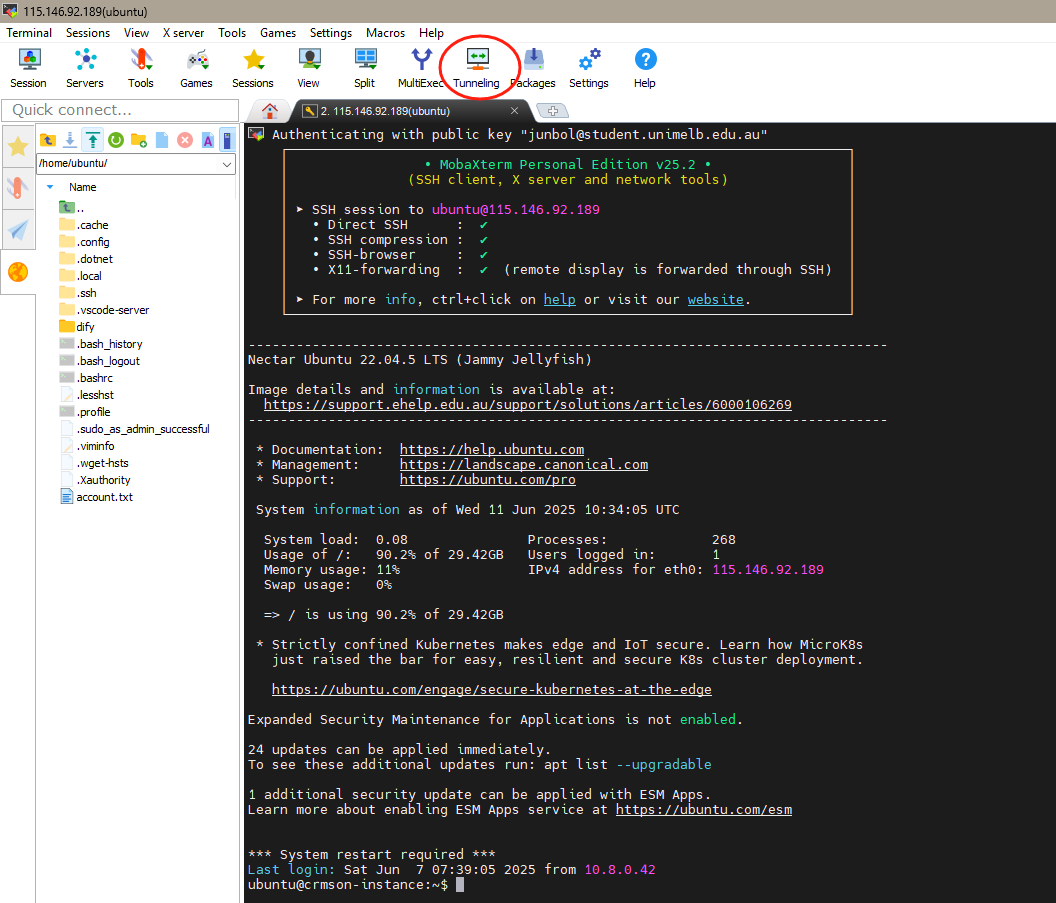 115.146.92.189(ubuntu)
Terminal Sessions View X server Tools Games Settings Macros Help
Session Servers Tools Games Sessions View Split MultiExec Tunneling Packages Settings Help
Quick connect...
2. 115.146.92.189(ubuntu)
/home/ubuntu/
Name
..
.cache
.config
.dotnet
.local
.ssh
.vscode-server
dify
.bash_history
.bash_logout
.bashrc
.lesshst
.profile
.sudo_as_admin_successful
.viminfo
.wget-hsts
.Xauthority
account.txt
Authenticating with public key "junbol@student.unimelb.edu.au"
• MobaXterm Personal Edition v25.2 •
(SSH client, X server and network tools)
➤ SSH session to ubuntu@115.146.92.189
• Direct SSH : ✔
• SSH compression : ✔
• SSH-browser : ✔
• X11-forwarding : ✔ (remote display is forwarded through SSH)
➤ For more info, ctrl+click on help or visit our website.
--------------------------------------------------------------------------------
Nectar Ubuntu 22.04.5 LTS (Jammy Jellyfish)
Image details and information is available at:
https://support.ehelp.edu.au/support/solutions/articles/6000106269
--------------------------------------------------------------------------------
* Documentation: https://help.ubuntu.com
* Management: https://landscape.canonical.com
* Support: https://ubuntu.com/pro
System information as of Wed 11 Jun 2025 10:34:05 UTC
System load: 0.08 Processes: 268
Usage of /: 90.2% of 29.42GB Users logged in: 1
Memory usage: 11% IPv4 address for eth0: 115.146.92.189
Swap usage: 0%
=> / is using 90.2% of 29.42GB
* Strictly confined Kubernetes makes edge and IoT secure. Learn how MicroK8s
just raised the bar for easy, resilient and secure K8s cluster deployment.
https://ubuntu.com/engage/secure-kubernetes-at-the-edge
Expanded Security Maintenance for Applications is not enabled.
24 updates can be applied immediately.
To see these additional updates run: apt list --upgradable
1 additional security update can be applied with ESM Apps.
Learn more about enabling ESM Apps service at https://ubuntu.com/esm
*** System restart required ***
Last login: Sat Jun 7 07:39:05 2025 from 10.8.0.42
ubuntu@crmson-instance:~$